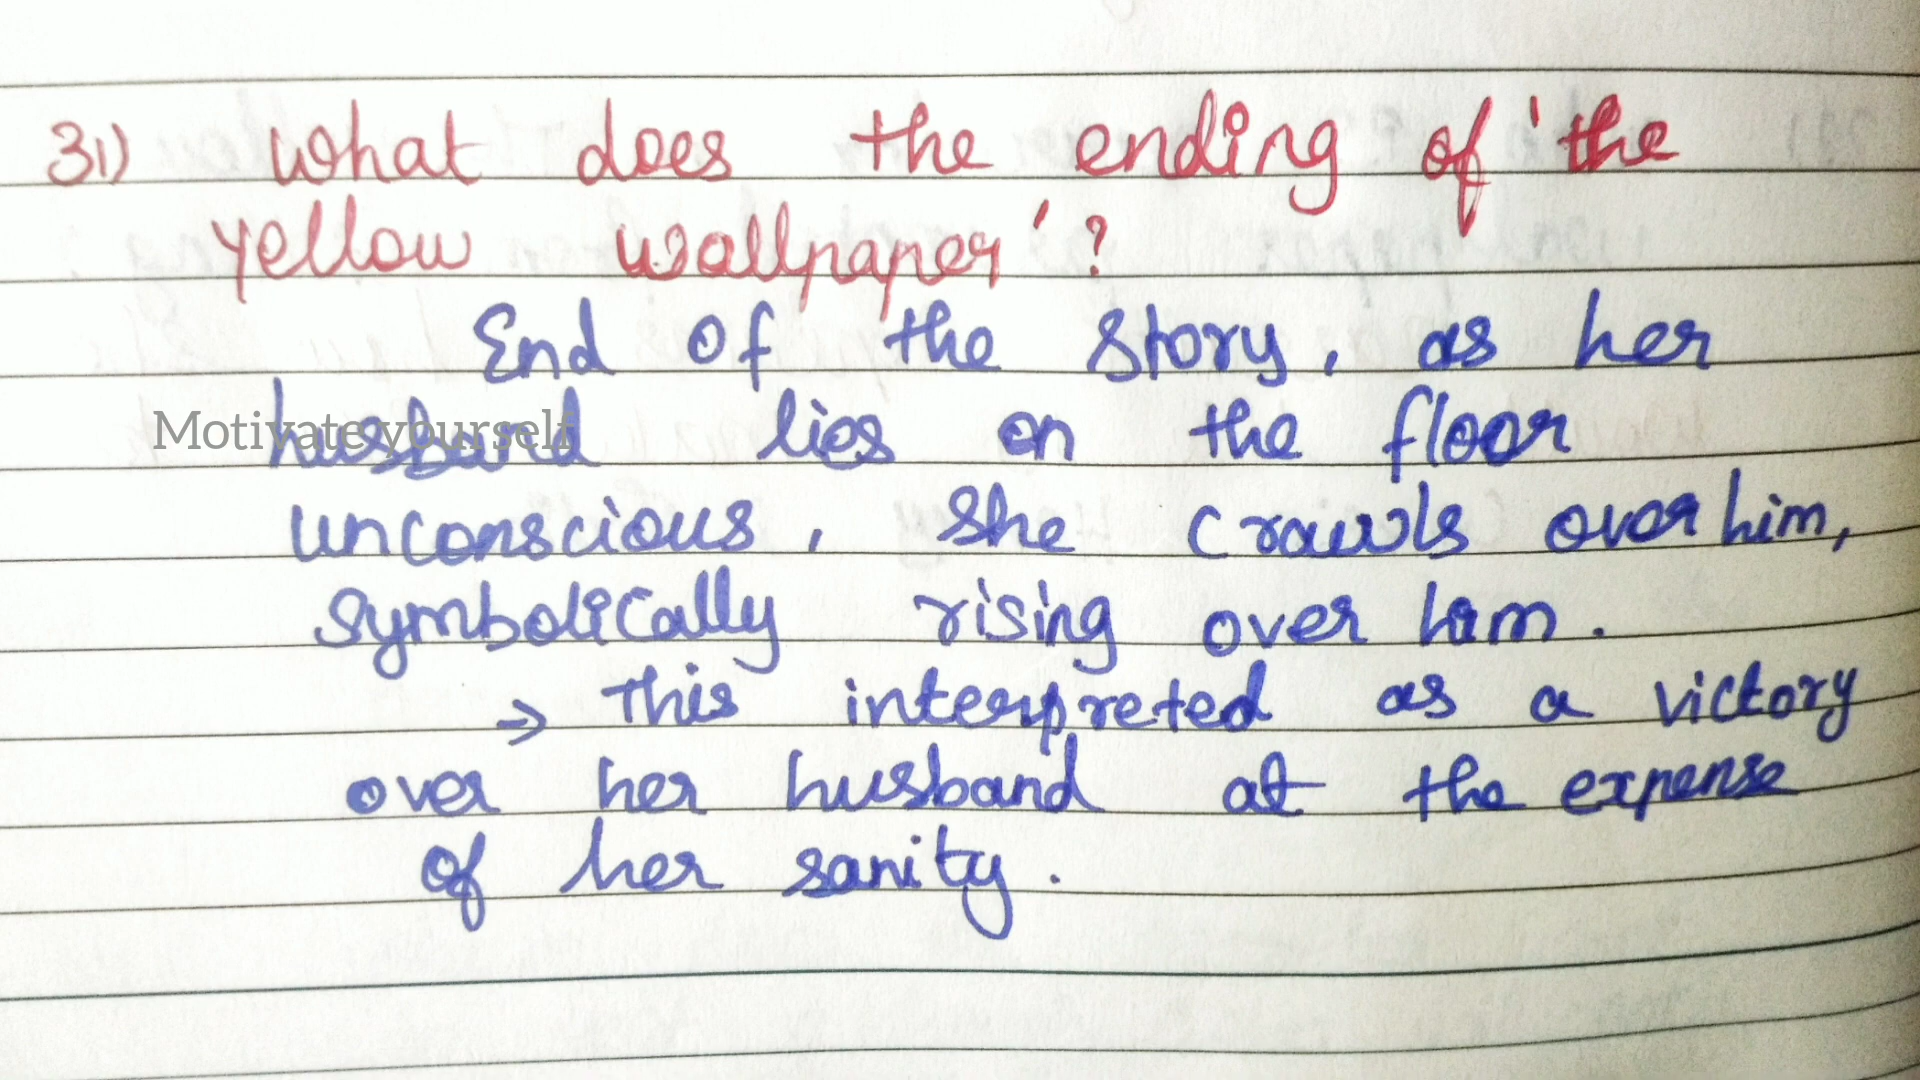 31) What does the ending of 'the
yellow wallpaper'?
End of the story, as her
husband lies on the floor
Motivate yourself
unconscious, she crawls over him,
symbolically rising over him.
→ This interpreted as a victory
over her husband at the expense
of her sanity.